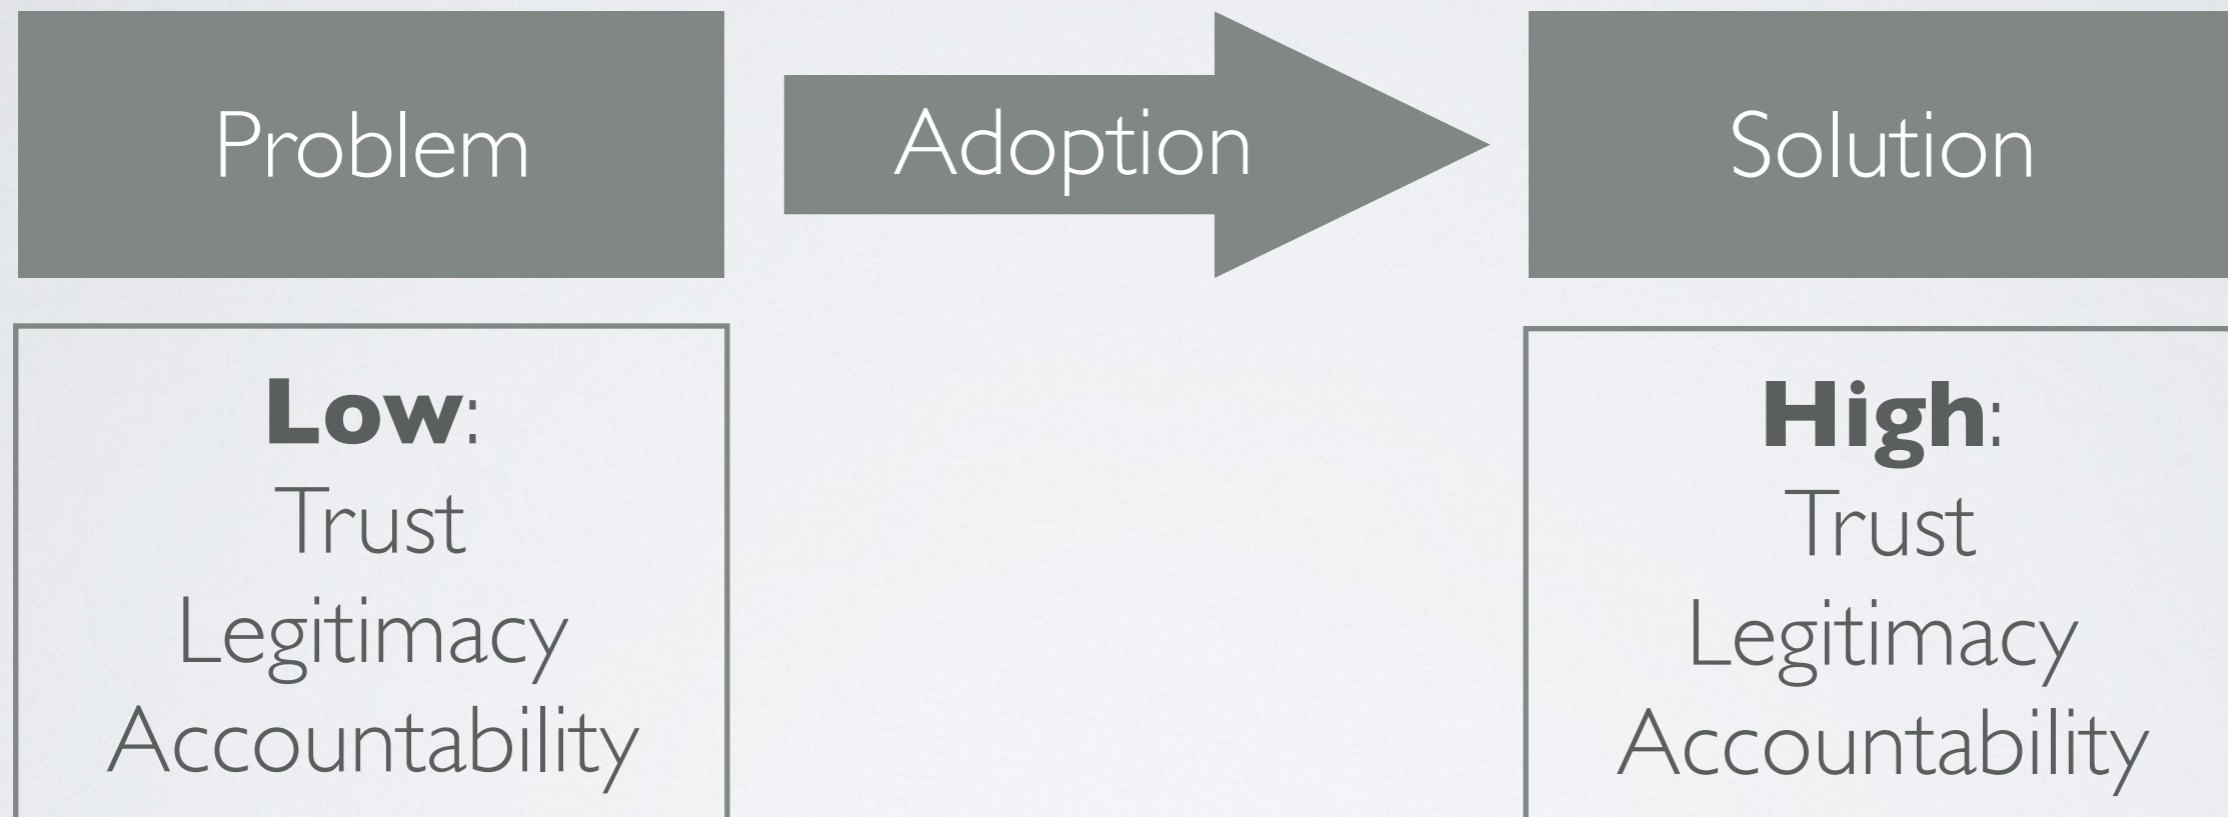 Problem
Adoption
Solution
Low:
Trust
Legitimacy
Accountability
High:
Trust
Legitimacy
Accountability